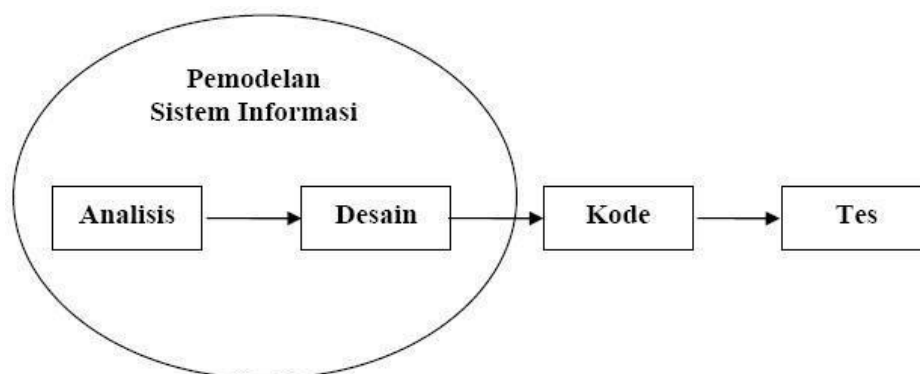 Pemodelan
Sistem Informasi
Analisis
Desain
Kode
Tes